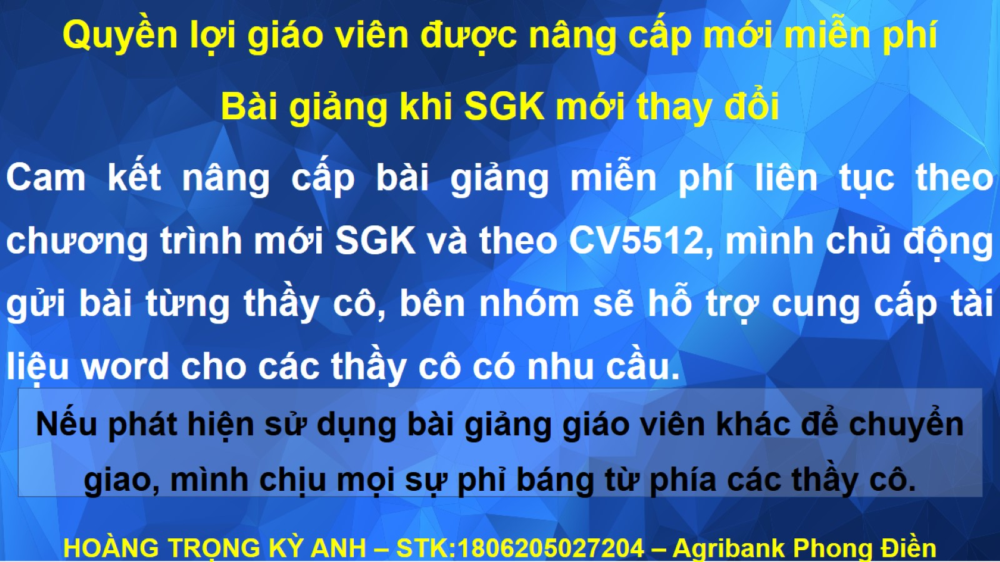 Quyền lợi giáo viên được nâng cấp mới miễn phí
Bài giảng khi SGK mới thay đổi
Cam kết nâng cấp bài giảng miễn phí liên tục theo
chương trình mới SGK và theo CV5512, mình chủ động
gửi bài từng thầy cô, bên nhóm sẽ hỗ trợ cung cấp tài
liệu word cho các thầy cô có nhu cầu.
Nếu phát hiện sử dụng bài giảng giáo viên khác để chuyển
giao, mình chịu mọi sự phỉ báng từ phía các thầy cô.
HOÀNG TRỌNG KỲ ANH – STK:1806205027204 – Agribank Phong Điền